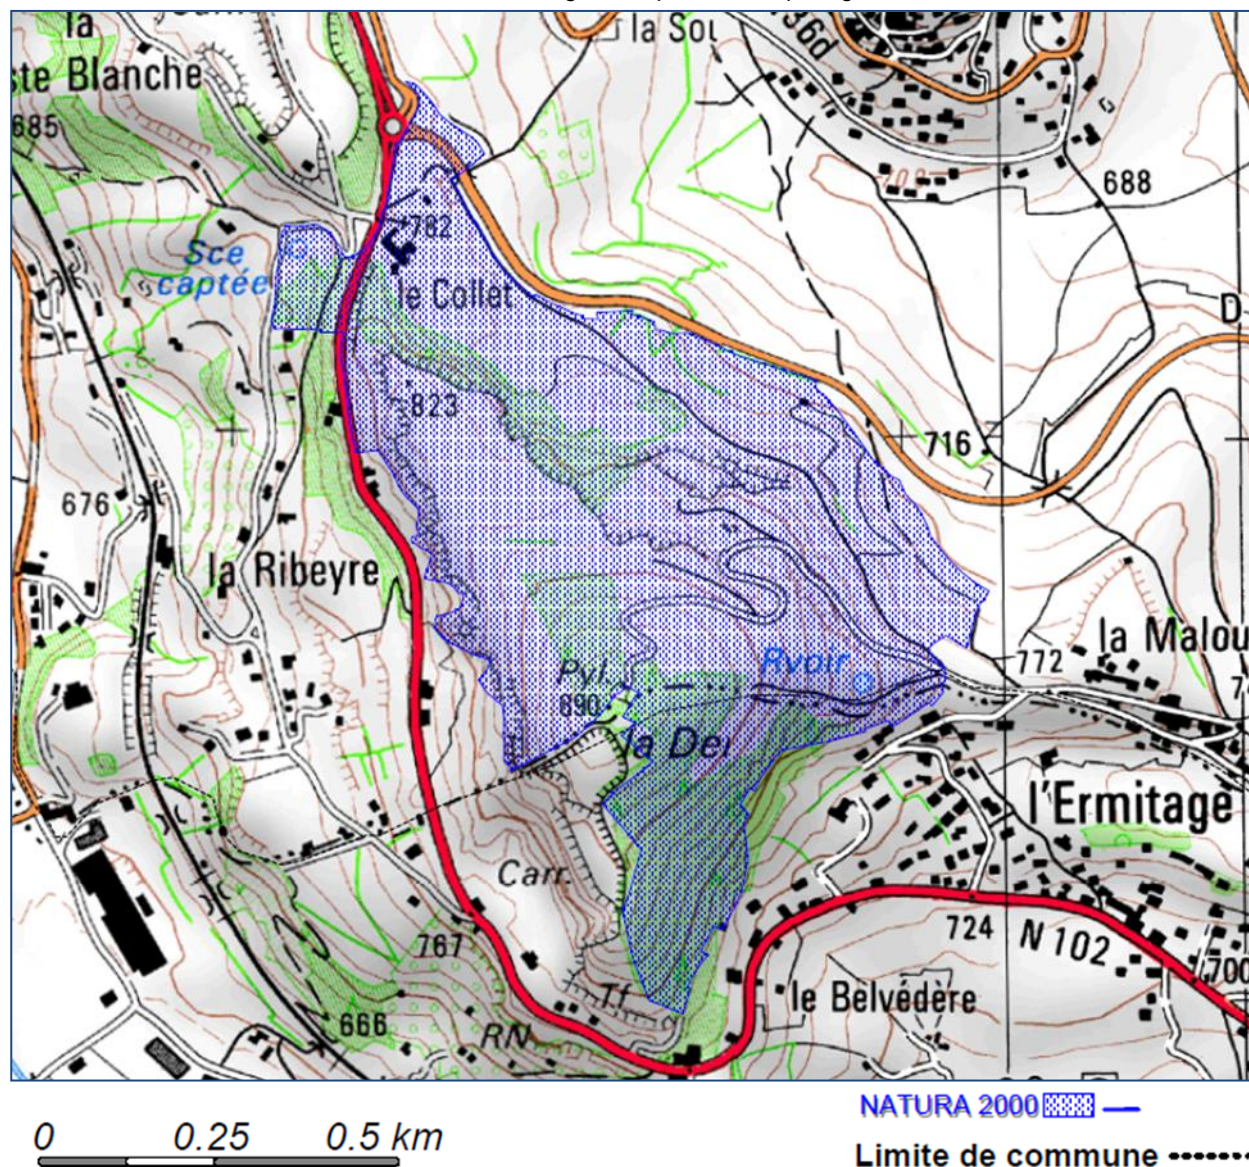 la Sou
36d
la
ste Blanche
685
688
Sce
captée
782
le Collet
D
823
716
676
la Ribeyre
la Malou
772
Pyl.
Rvoir
890
la De
l'Ermitage
Carr.
767
724
N 102
700
le Belvédère
Tf
666
RN
NATURA 2000
0 0.25 0.5 km
Limite de commune